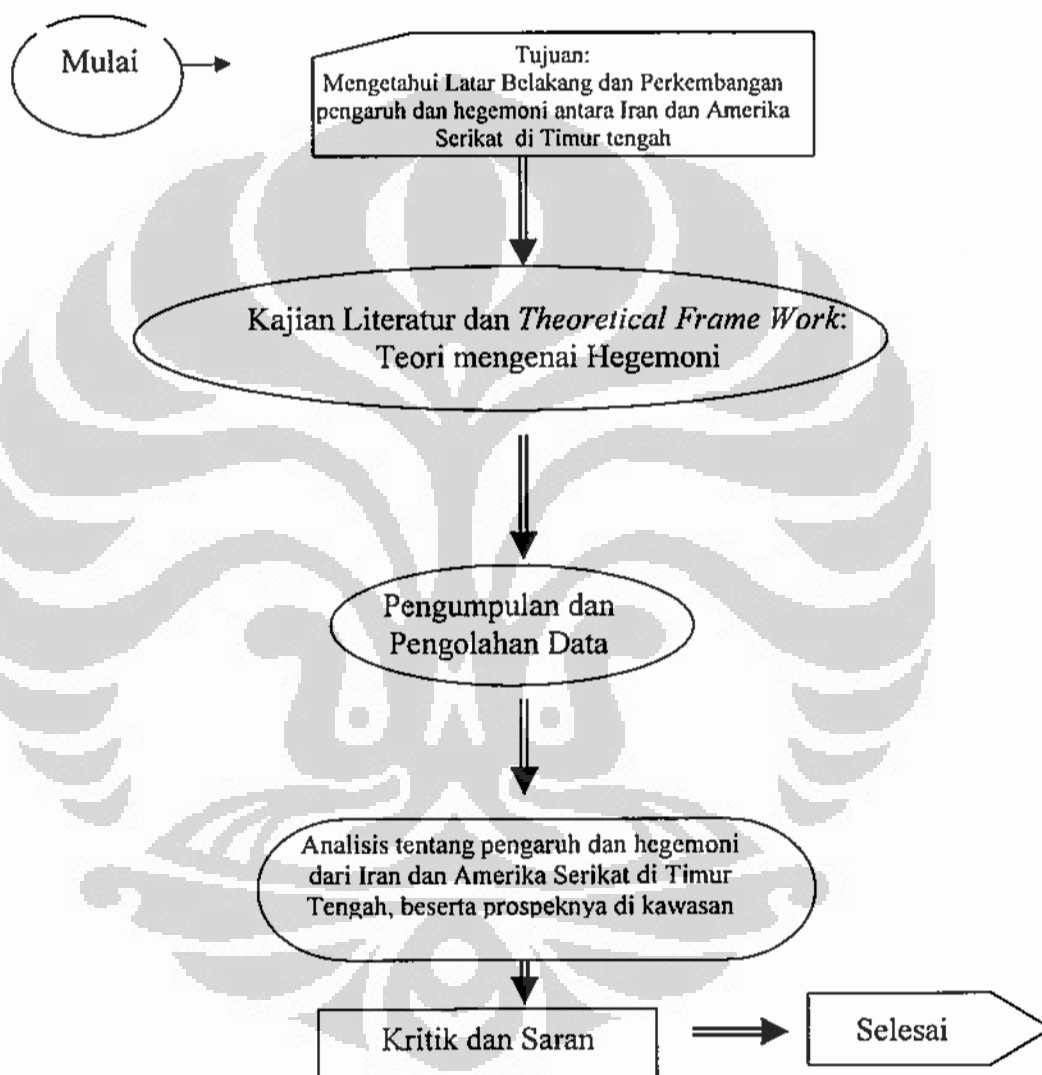 Mulai
Tujuan:
Mengetahui Latar Belakang dan Perkembangan
pengaruh dan hegemoni antara Iran dan Amerika
Serikat di Timur tengah
Kajian Literatur dan Theoretical Frame Work:
Teori mengenai Hegemoni
Pengumpulan dan
Pengolahan Data
Analisis tentang pengaruh dan hegemoni
dari Iran dan Amerika Serikat di Timur
Tengah, beserta prospeknya di kawasan
Kritik dan Saran
Selesai